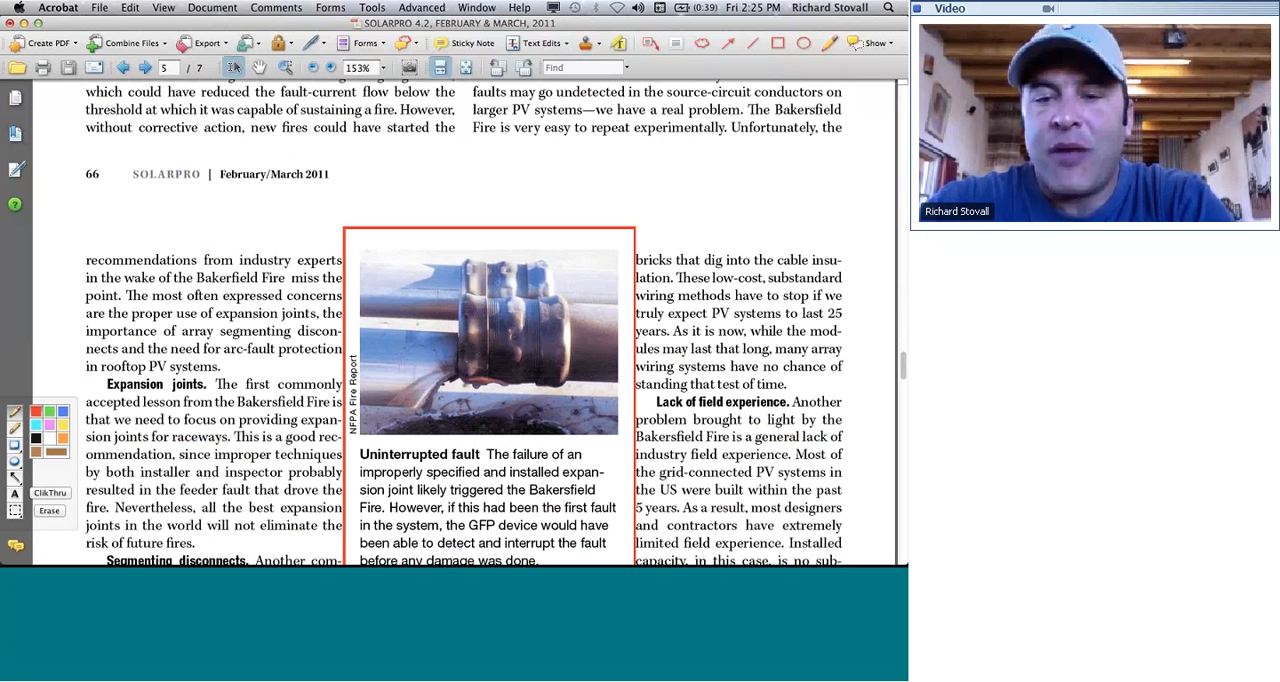 Acrobat File Edit View Document Comments Forms Tools Advanced Window Help (0:39) Fri 2:25 PM Richard Stovall
SOLARPRO 4.2, FEBRUARY & MARCH, 2011
Create PDF Combine Files Export Forms Sticky Note Text Edits Show
5 / 7 153% Find
which could have reduced the fault-current flow below the
threshold at which it was capable of sustaining a fire. However,
without corrective action, new fires could have started the
faults may go undetected in the source-circuit conductors on
larger PV systems—we have a real problem. The Bakersfield
Fire is very easy to repeat experimentally. Unfortunately, the
66 SOLARPRO | February/March 2011
recommendations from industry experts
in the wake of the Bakerfield Fire miss the
point. The most often expressed concerns
are the proper use of expansion joints, the
importance of array segmenting discon-
nects and the need for arc-fault protection
in rooftop PV systems.
Expansion joints. The first commonly
accepted lesson from the Bakersfield Fire is
that we need to focus on providing expan-
sion joints for raceways. This is a good rec-
ommendation, since improper techniques
by both installer and inspector probably
resulted in the feeder fault that drove the
fire. Nevertheless, all the best expansion
joints in the world will not eliminate the
risk of future fires.
Segmenting disconnects. Another com-
NFPA Fire Report
Uninterrupted fault The failure of an
improperly specified and installed expan-
sion joint likely triggered the Bakersfield
Fire. However, if this had been the first fault
in the system, the GFP device would have
been able to detect and interrupt the fault
before any damage was done.
bricks that dig into the cable insu-
lation. These low-cost, substandard
wiring methods have to stop if we
truly expect PV systems to last 25
years. As it is now, while the mod-
ules may last that long, many array
wiring systems have no chance of
standing that test of time.
Lack of field experience. Another
problem brought to light by the
Bakersfield Fire is a general lack of
industry field experience. Most of
the grid-connected PV systems in
the US were built within the past
5 years. As a result, most designers
and contractors have extremely
limited field experience. Installed
capacity, in this case, is no sub-
A
ClikThru
Erase
Video
Richard Stovall